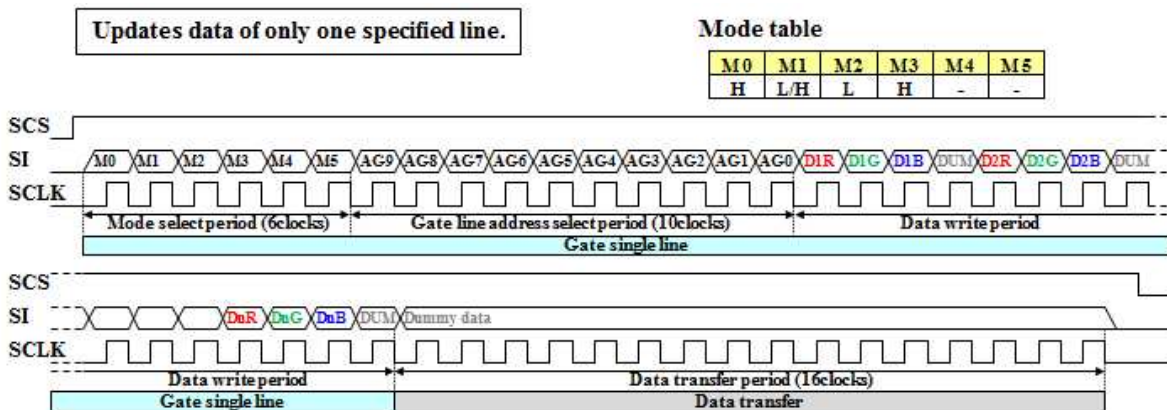 Updates data of only one specified line.
Mode table
M0 M1 M2 M3 M4 M5
H L/H L H - -
SCS
SI M0 M1 M2 M3 M4 M5 AG9 AG8 AG7 AG6 AG5 AG4 AG3 AG2 AG1 AG0 D1R D1G D1B DUM D2R D2G D2B DUM
SCLK
Mode select period (6clocks) Gate line address select period (10clocks) Data write period
Gate single line
SCS
SI DnR DnG DnB DUM Dummy data
SCLK
Data write period Data transfer period (16clocks)
Gate single line Data transfer